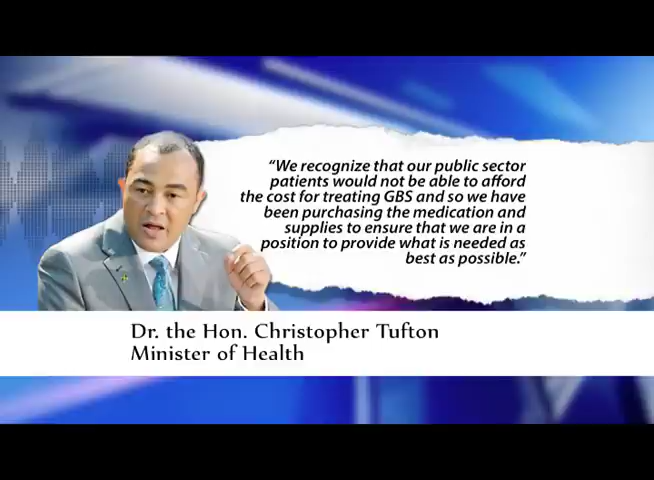 “We recognize that our public sector
patients would not be able to afford
the cost for treating GBS and so we have
been purchasing the medication and
supplies to ensure that we are in a
position to provide what is needed as
best as possible.”
Dr. the Hon. Christopher Tufton
Minister of Health